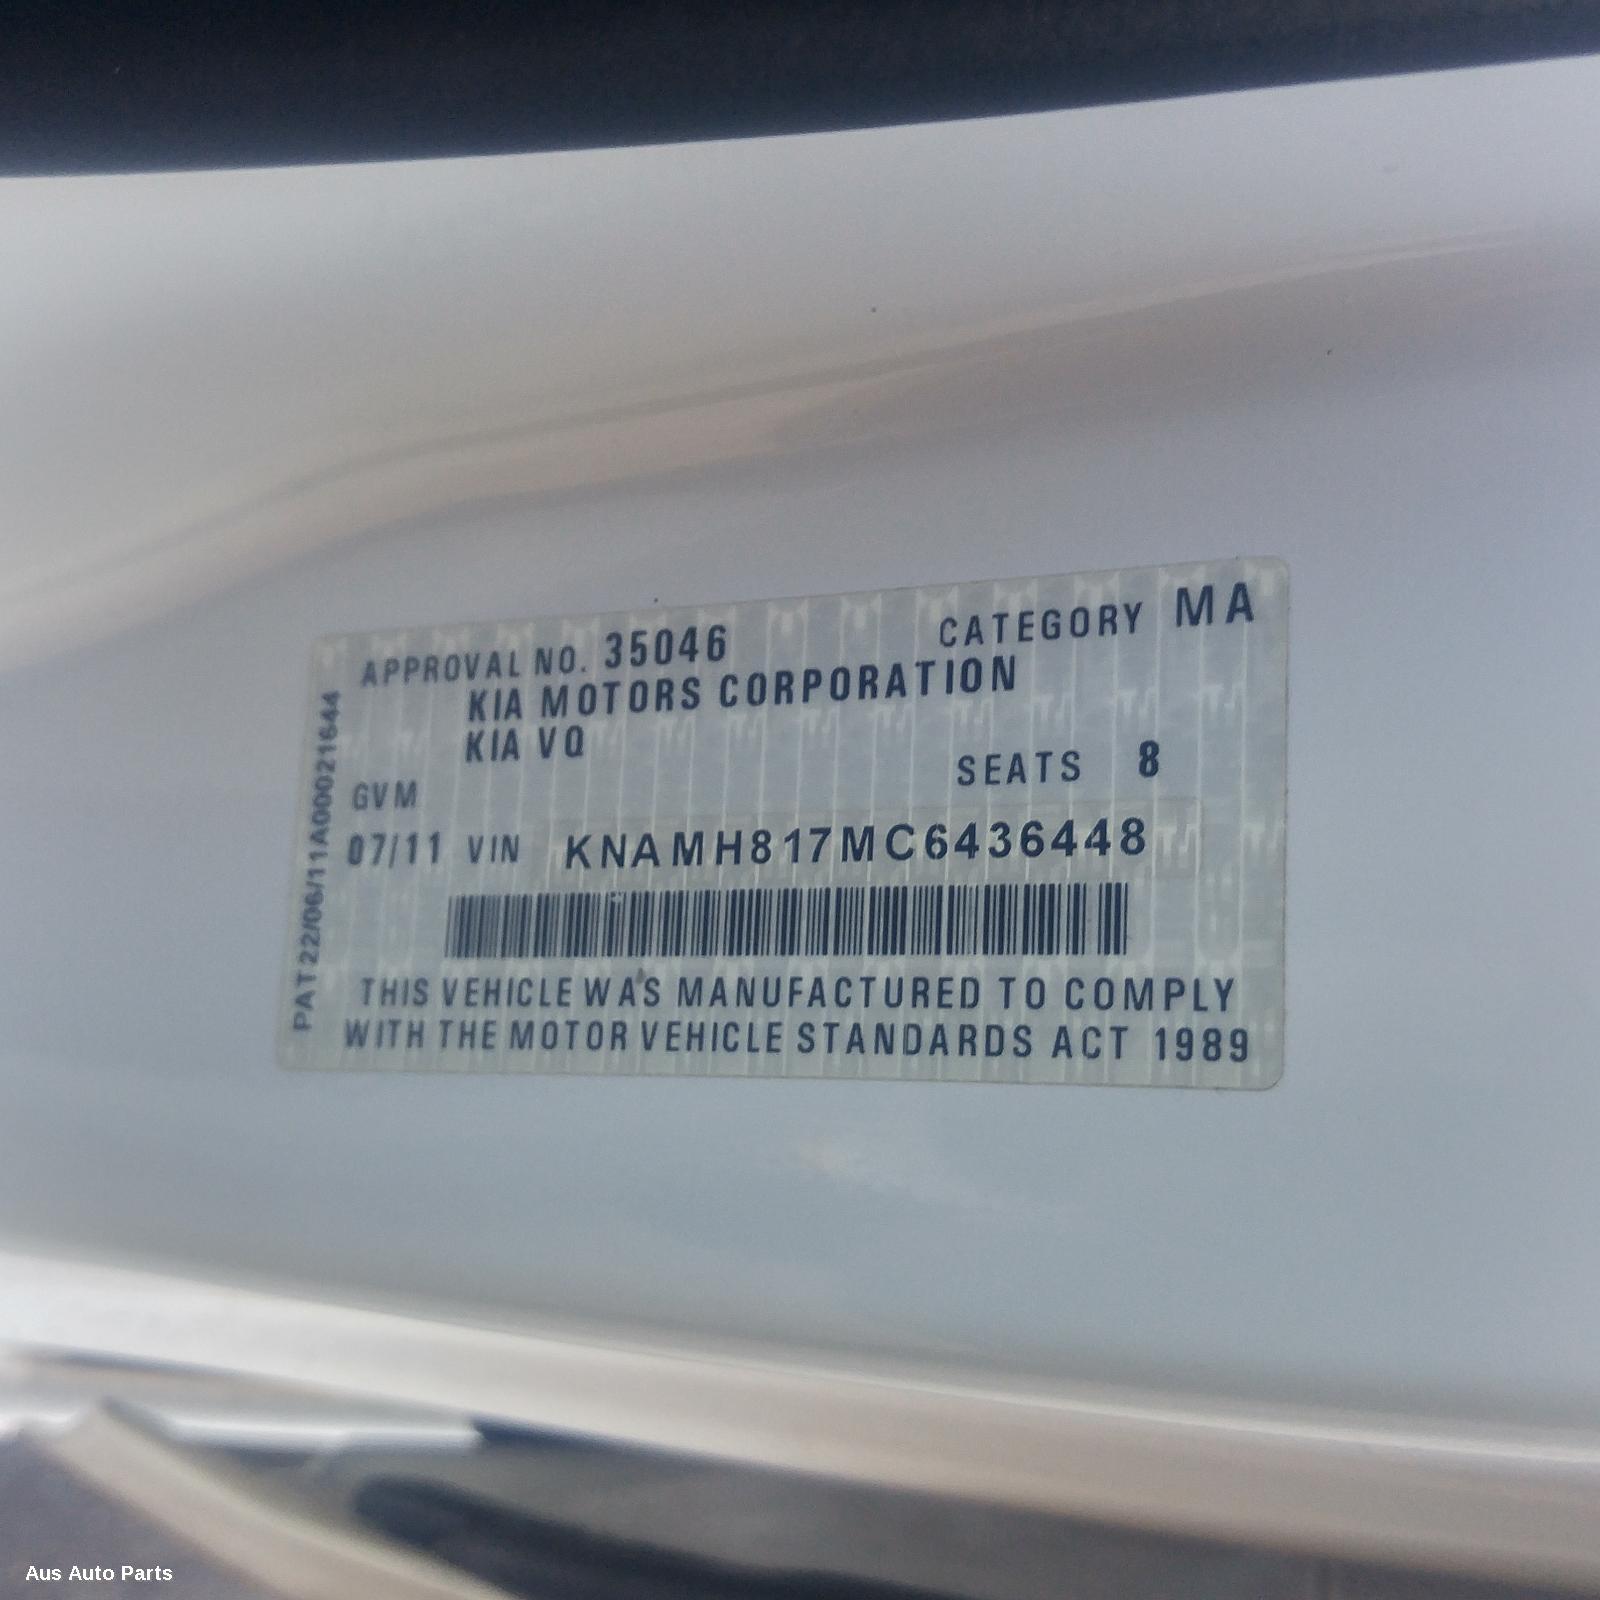 APPROVAL NO. 35046 CATEGORY MA
KIA MOTORS CORPORATION
KIA VQ
SEATS 8
GVM
07/11 VIN KNAMH817MC6436448
THIS VEHICLE WAS MANUFACTURED TO COMPLY
WITH THE MOTOR VEHICLE STANDARDS ACT 1989
PAT22/06/11A00021644
Aus Auto Parts